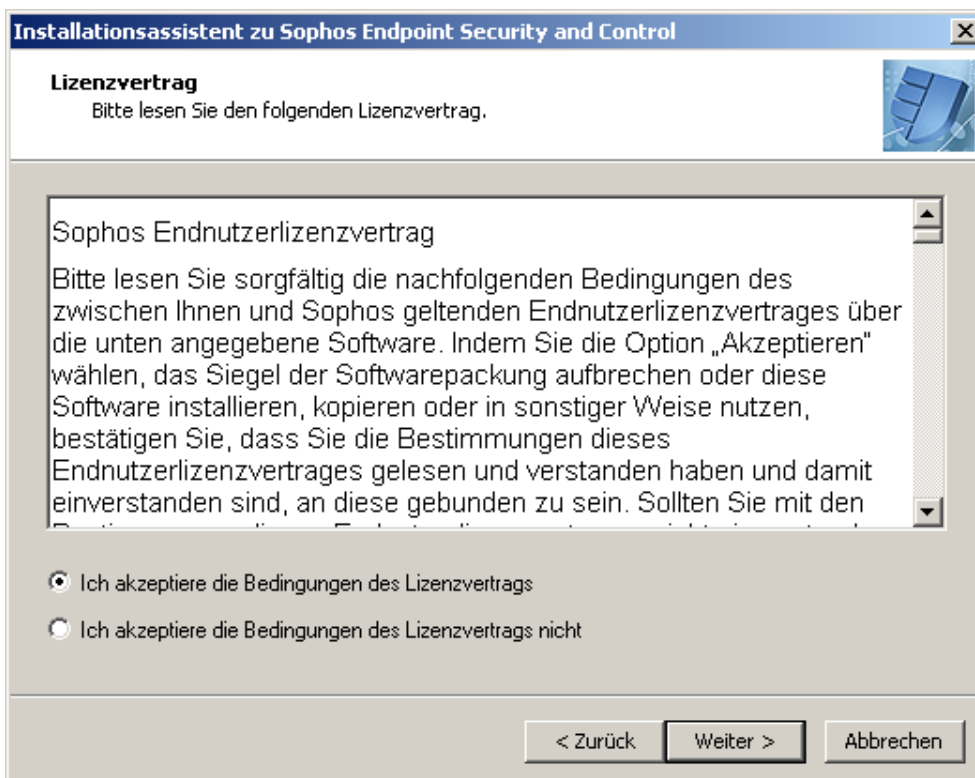 Installationsassistent zu Sophos Endpoint Security and Control
Lizenzvertrag
Bitte lesen Sie den folgenden Lizenzvertrag.
Sophos Endnutzerlizenzvertrag
Bitte lesen Sie sorgfältig die nachfolgenden Bedingungen des
zwischen Ihnen und Sophos geltenden Endnutzerlizenzvertrages über
die unten angegebene Software. Indem Sie die Option „Akzeptieren"
wählen, das Siegel der Softwarepackung aufbrechen oder diese
Software installieren, kopieren oder in sonstiger Weise nutzen,
bestätigen Sie, dass Sie die Bestimmungen dieses
Endnutzerlizenzvertrages gelesen und verstanden haben und damit
einverstanden sind, an diese gebunden zu sein. Sollten Sie mit den
Ich akzeptiere die Bedingungen des Lizenzvertrags
Ich akzeptiere die Bedingungen des Lizenzvertrags nicht
< Zurück
Weiter >
Abbrechen